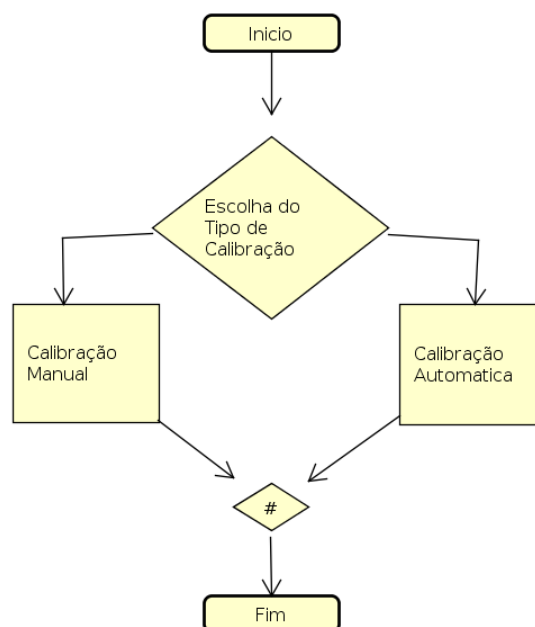 Inicio
Escolha do
Tipo de
Calibração
Calibração
Manual
Calibração
Automatica
#
Fim